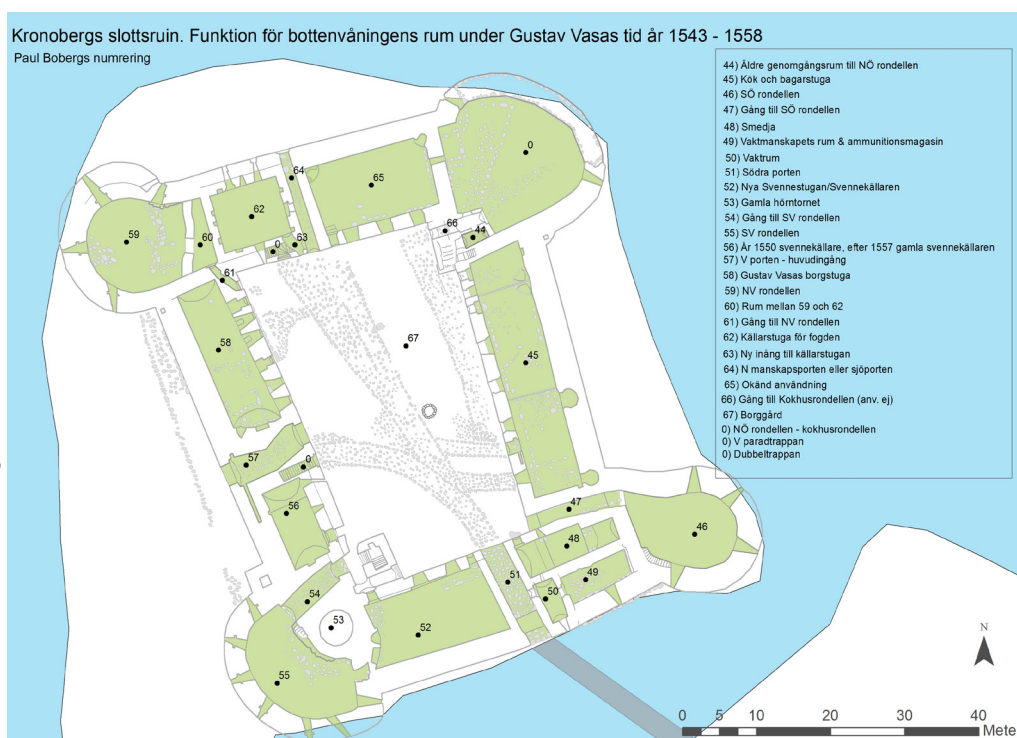 Kronobergs slottsruin. Funktion för bottenvåningens rum under Gustav Vasas tid år 1543 - 1558
Paul Bobergs numrering
44) Äldre genomgångsrum till NÖ rondellen
45) Kök och bagarstuga
46) SÖ rondellen
47) Gång till SÖ rondellen
48) Smedja
49) Vaktmanskapets rum & ammunitionsmagasin
50) Vaktrum
51) Södra porten
52) Nya Svennestugan/Svennekällaren
53) Gamla hörntornet
54) Gång till SV rondellen
55) SV rondellen
56) År 1550 svennekällare, efter 1557 gamla svennekällaren
57) V porten - huvudingång
58) Gustav Vasas borgstuga
59) NV rondellen
60) Rum mellan 59 och 62
61) Gång till NV rondellen
62) Källarstuga för fogden
63) Ny inång till källarstugan
64) N manskapsporten eller sjöporten
65) Okänd användning
66) Gång till Kokhusrondellen (anv. ej)
67) Borggård
0) NÖ rondellen - kokhusrondellen
0) V paradtrappan
0) Dubbeltrappan
0
64
65
62
66
44
59
60
0
63
61
67
58
45
57
0
56
47
46
48
51
49
50
54
53
52
55
N
0 5 10 20 30 40
Mete